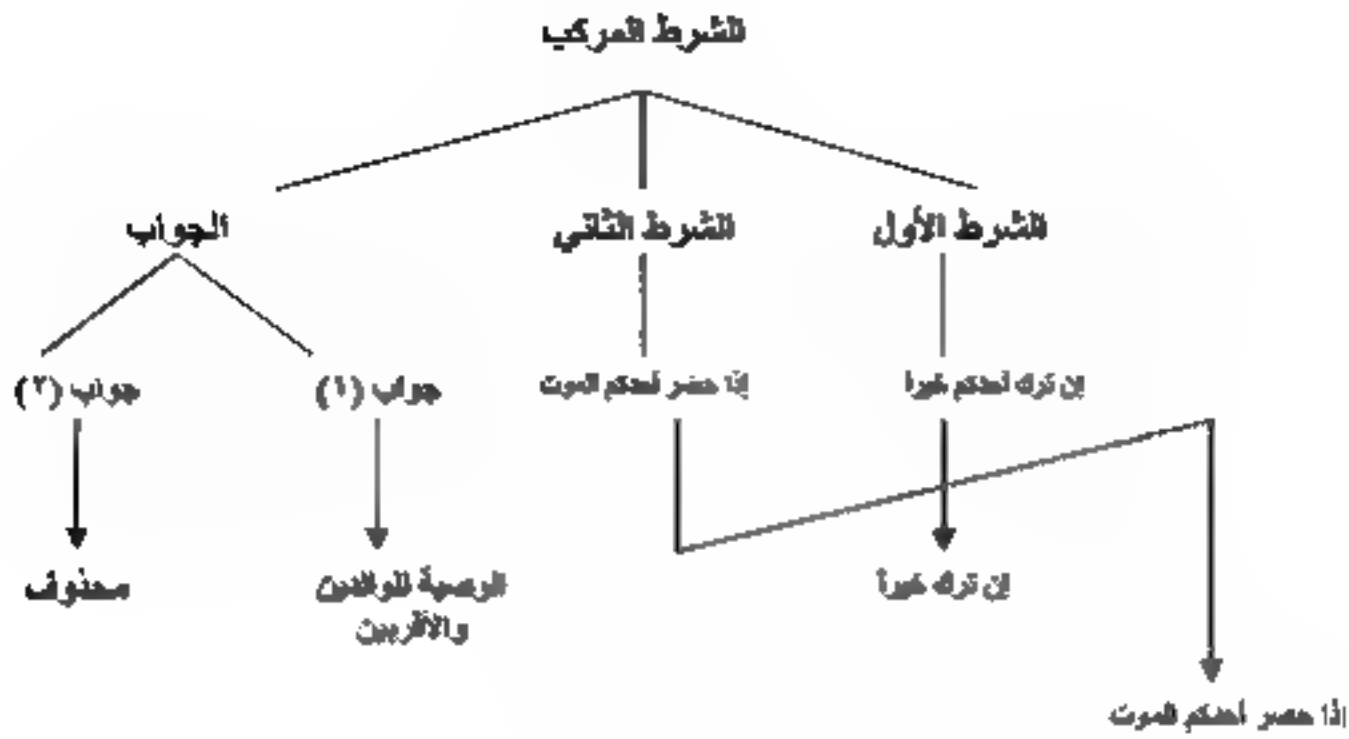 الشرط المركب
الشرط الأول
الشرط الثاني
الجواب
إن ترك أحدكم خيراً
إذا حضر أحدكم الموت
جواب (١)
جواب (٢)
إن ترك خيراً
الوصية للوالدين
والأقربين
محذوف
إذا حضر أحدكم الموت